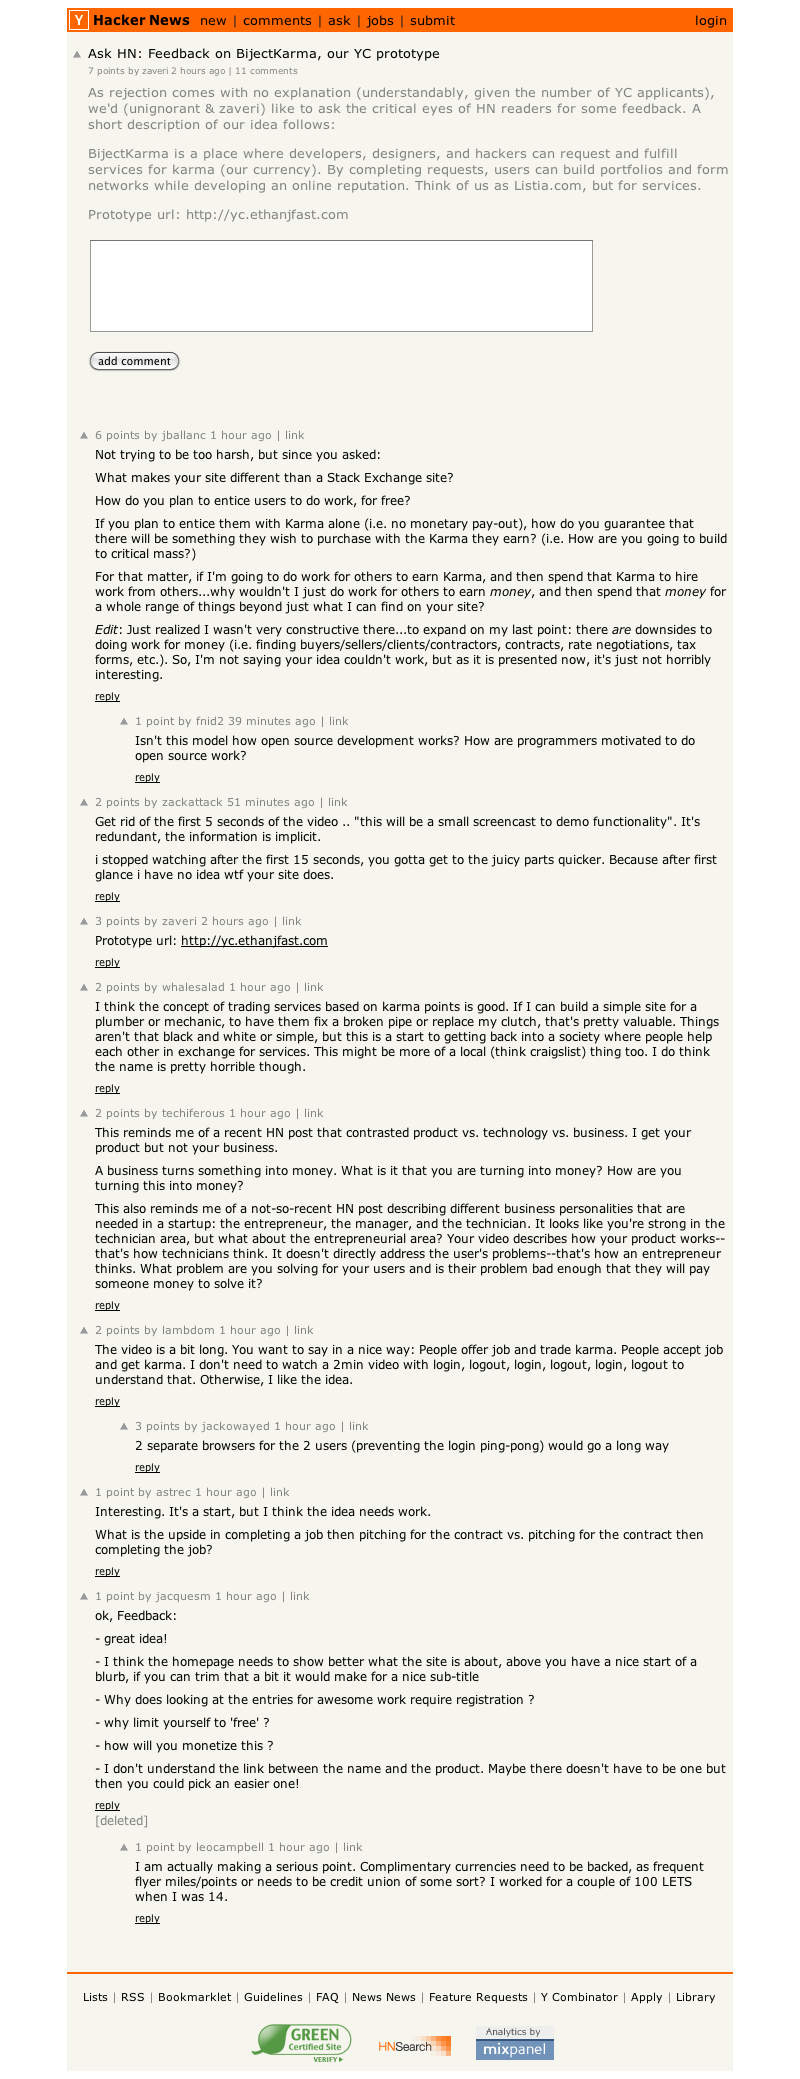 Y Hacker News new | comments | ask | jobs | submit login
Ask HN: Feedback on BijectKarma, our YC prototype
7 points by zaveri 2 hours ago | 11 comments
As rejection comes with no explanation (understandably, given the number of YC applicants),
we'd (unignorant & zaveri) like to ask the critical eyes of HN readers for some feedback. A
short description of our idea follows:
BijectKarma is a place where developers, designers, and hackers can request and fulfill
services for karma (our currency). By completing requests, users can build portfolios and form
networks while developing an online reputation. Think of us as Listia.com, but for services.
Prototype url: http://yc.ethanjfast.com
add comment
6 points by jballanc 1 hour ago | link
Not trying to be too harsh, but since you asked:
What makes your site different than a Stack Exchange site?
How do you plan to entice users to do work, for free?
If you plan to entice them with Karma alone (i.e. no monetary pay-out), how do you guarantee that
there will be something they wish to purchase with the Karma they earn? (i.e. How are you going to build
to critical mass?)
For that matter, if I'm going to do work for others to earn Karma, and then spend that Karma to hire
work from others...why wouldn't I just do work for others to earn money, and then spend that money for
a whole range of things beyond just what I can find on your site?
Edit: Just realized I wasn't very constructive there...to expand on my last point: there are downsides to
doing work for money (i.e. finding buyers/sellers/clients/contractors, contracts, rate negotiations, tax
forms, etc.). So, I'm not saying your idea couldn't work, but as it is presented now, it's just not horribly
interesting.
reply
1 point by fnid2 39 minutes ago | link
Isn't this model how open source development works? How are programmers motivated to do
open source work?
reply
2 points by zackattack 51 minutes ago | link
Get rid of the first 5 seconds of the video .. "this will be a small screencast to demo functionality". It's
redundant, the information is implicit.
i stopped watching after the first 15 seconds, you gotta get to the juicy parts quicker. Because after first
glance i have no idea wtf your site does.
reply
3 points by zaveri 2 hours ago | link
Prototype url: http://yc.ethanjfast.com
reply
2 points by whalesalad 1 hour ago | link
I think the concept of trading services based on karma points is good. If I can build a simple site for a
plumber or mechanic, to have them fix a broken pipe or replace my clutch, that's pretty valuable. Things
aren't that black and white or simple, but this is a start to getting back into a society where people help
each other in exchange for services. This might be more of a local (think craigslist) thing too. I do think
the name is pretty horrible though.
reply
2 points by techiferous 1 hour ago | link
This reminds me of a recent HN post that contrasted product vs. technology vs. business. I get your
product but not your business.
A business turns something into money. What is it that you are turning into money? How are you
turning this into money?
This also reminds me of a not-so-recent HN post describing different business personalities that are
needed in a startup: the entrepreneur, the manager, and the technician. It looks like you're strong in the
technician area, but what about the entrepreneurial area? Your video describes how your product works--
that's how technicians think. It doesn't directly address the user's problems--that's how an entrepreneur
thinks. What problem are you solving for your users and is their problem bad enough that they will pay
someone money to solve it?
reply
2 points by lambdom 1 hour ago | link
The video is a bit long. You want to say in a nice way: People offer job and trade karma. People accept job
and get karma. I don't need to watch a 2min video with login, logout, login, logout, login, logout to
understand that. Otherwise, I like the idea.
reply
3 points by jackowayed 1 hour ago | link
2 separate browsers for the 2 users (preventing the login ping-pong) would go a long way
reply
1 point by astrec 1 hour ago | link
Interesting. It's a start, but I think the idea needs work.
What is the upside in completing a job then pitching for the contract vs. pitching for the contract then
completing the job?
reply
1 point by jacquesm 1 hour ago | link
ok, Feedback:
- great idea!
- I think the homepage needs to show better what the site is about, above you have a nice start of a
blurb, if you can trim that a bit it would make for a nice sub-title
- Why does looking at the entries for awesome work require registration ?
- why limit yourself to 'free' ?
- how will you monetize this ?
- I don't understand the link between the name and the product. Maybe there doesn't have to be one but
then you could pick an easier one!
reply
[deleted]
1 point by leocampbell 1 hour ago | link
I am actually making a serious point. Complimentary currencies need to be backed, as frequent
flyer miles/points or needs to be credit union of some sort? I worked for a couple of 100 LETS
when I was 14.
reply
Lists | RSS | Bookmarklet | Guidelines | FAQ | News News | Feature Requests | Y Combinator | Apply | Library
GREEN
Certified Site
VERIFY
HNSearch
Analytics by
mixpanel